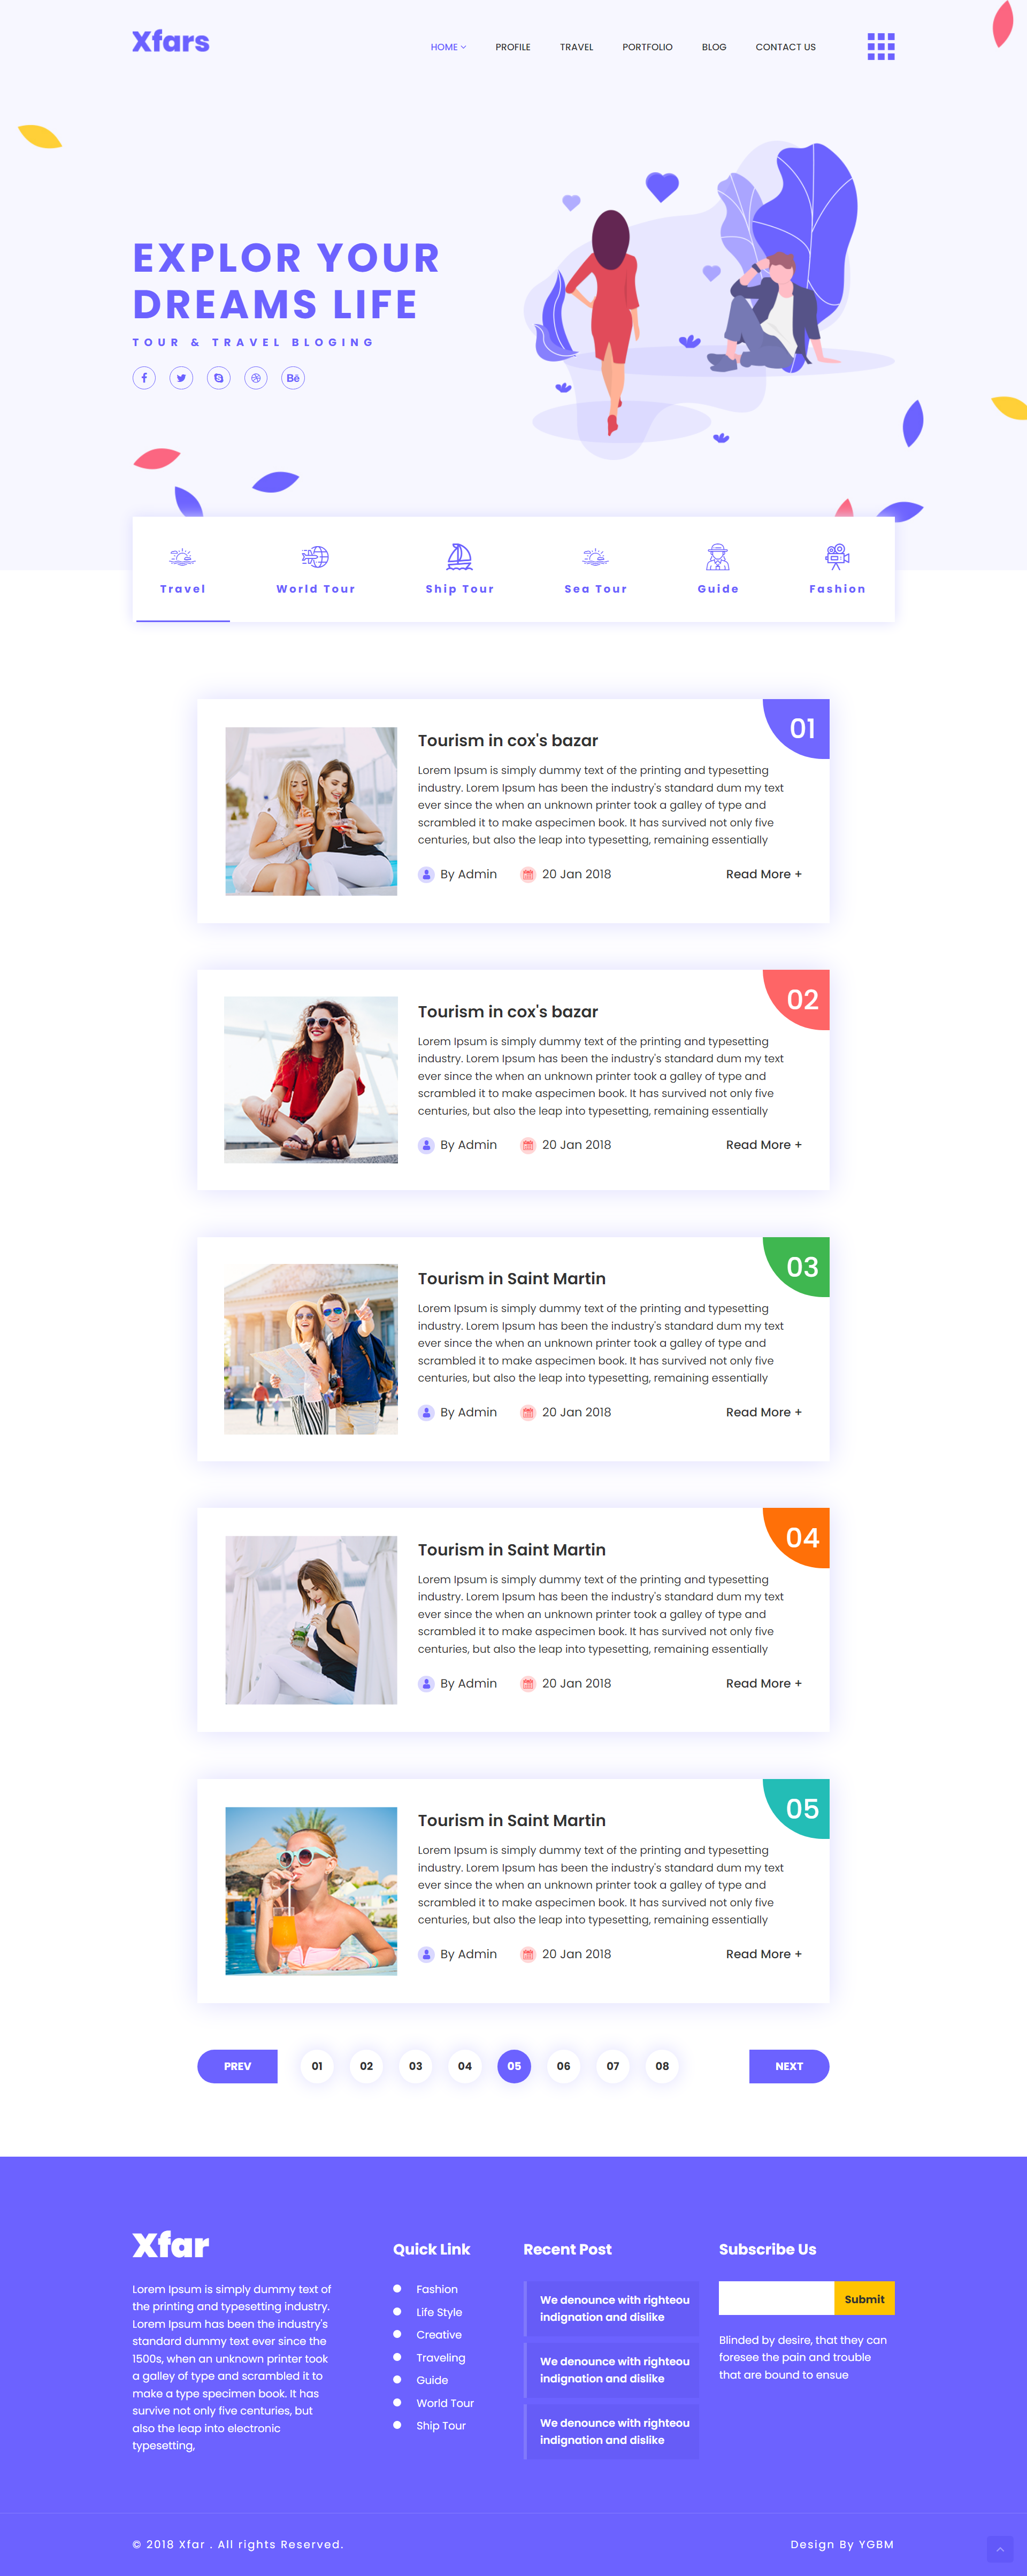 Xfars
HOME PROFILE TRAVEL PORTFOLIO BLOG CONTACT US
EXPLOR YOUR
DREAMS LIFE
TOUR & TRAVEL BLOGING
Bē
Travel World Tour Ship Tour Sea Tour Guide Fashion
01
Tourism in cox's bazar
Lorem Ipsum is simply dummy text of the printing and typesetting
industry. Lorem Ipsum has been the industry's standard dum my text
ever since the when an unknown printer took a galley of type and
scrambled it to make aspecimen book. It has survived not only five
centuries, but also the leap into typesetting, remaining essentially
By Admin 20 Jan 2018 Read More +
02
Tourism in cox's bazar
Lorem Ipsum is simply dummy text of the printing and typesetting
industry. Lorem Ipsum has been the industry's standard dum my text
ever since the when an unknown printer took a galley of type and
scrambled it to make aspecimen book. It has survived not only five
centuries, but also the leap into typesetting, remaining essentially
By Admin 20 Jan 2018 Read More +
03
Tourism in Saint Martin
Lorem Ipsum is simply dummy text of the printing and typesetting
industry. Lorem Ipsum has been the industry's standard dum my text
ever since the when an unknown printer took a galley of type and
scrambled it to make aspecimen book. It has survived not only five
centuries, but also the leap into typesetting, remaining essentially
By Admin 20 Jan 2018 Read More +
04
Tourism in Saint Martin
Lorem Ipsum is simply dummy text of the printing and typesetting
industry. Lorem Ipsum has been the industry's standard dum my text
ever since the when an unknown printer took a galley of type and
scrambled it to make aspecimen book. It has survived not only five
centuries, but also the leap into typesetting, remaining essentially
By Admin 20 Jan 2018 Read More +
05
Tourism in Saint Martin
Lorem Ipsum is simply dummy text of the printing and typesetting
industry. Lorem Ipsum has been the industry's standard dum my text
ever since the when an unknown printer took a galley of type and
scrambled it to make aspecimen book. It has survived not only five
centuries, but also the leap into typesetting, remaining essentially
By Admin 20 Jan 2018 Read More +
PREV 01 02 03 04 05 06 07 08 NEXT
Xfar
Lorem Ipsum is simply dummy text of
the printing and typesetting industry.
Lorem Ipsum has been the industry's
standard dummy text ever since the
1500s, when an unknown printer took
a galley of type and scrambled it to
make a type specimen book. It has
survive not only five centuries, but
also the leap into electronic
typesetting,
Quick Link
Fashion
Life Style
Creative
Traveling
Guide
World Tour
Ship Tour
Recent Post
We denounce with righteou
indignation and dislike
We denounce with righteou
indignation and dislike
We denounce with righteou
indignation and dislike
Subscribe Us
Submit
Blinded by desire, that they can
foresee the pain and trouble
that are bound to ensue
© 2018 Xfar . All rights Reserved.
Design By YGBM